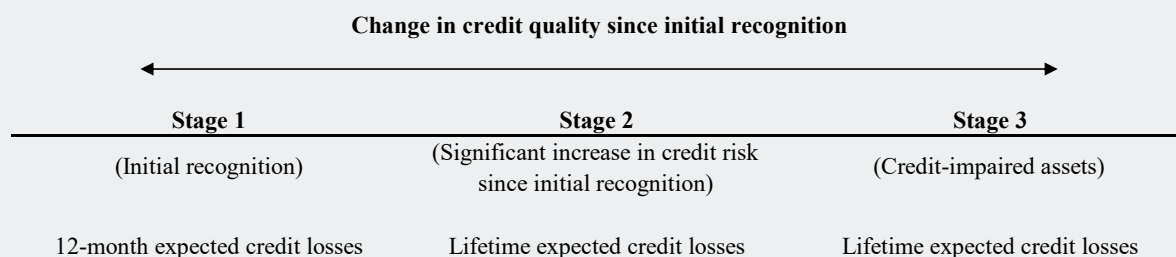 Change in credit quality since initial recognition
Stage 1 Stage 2 Stage 3
(Initial recognition) (Significant increase in credit risk since initial recognition) (Credit-impaired assets)
12-month expected credit losses Lifetime expected credit losses Lifetime expected credit losses